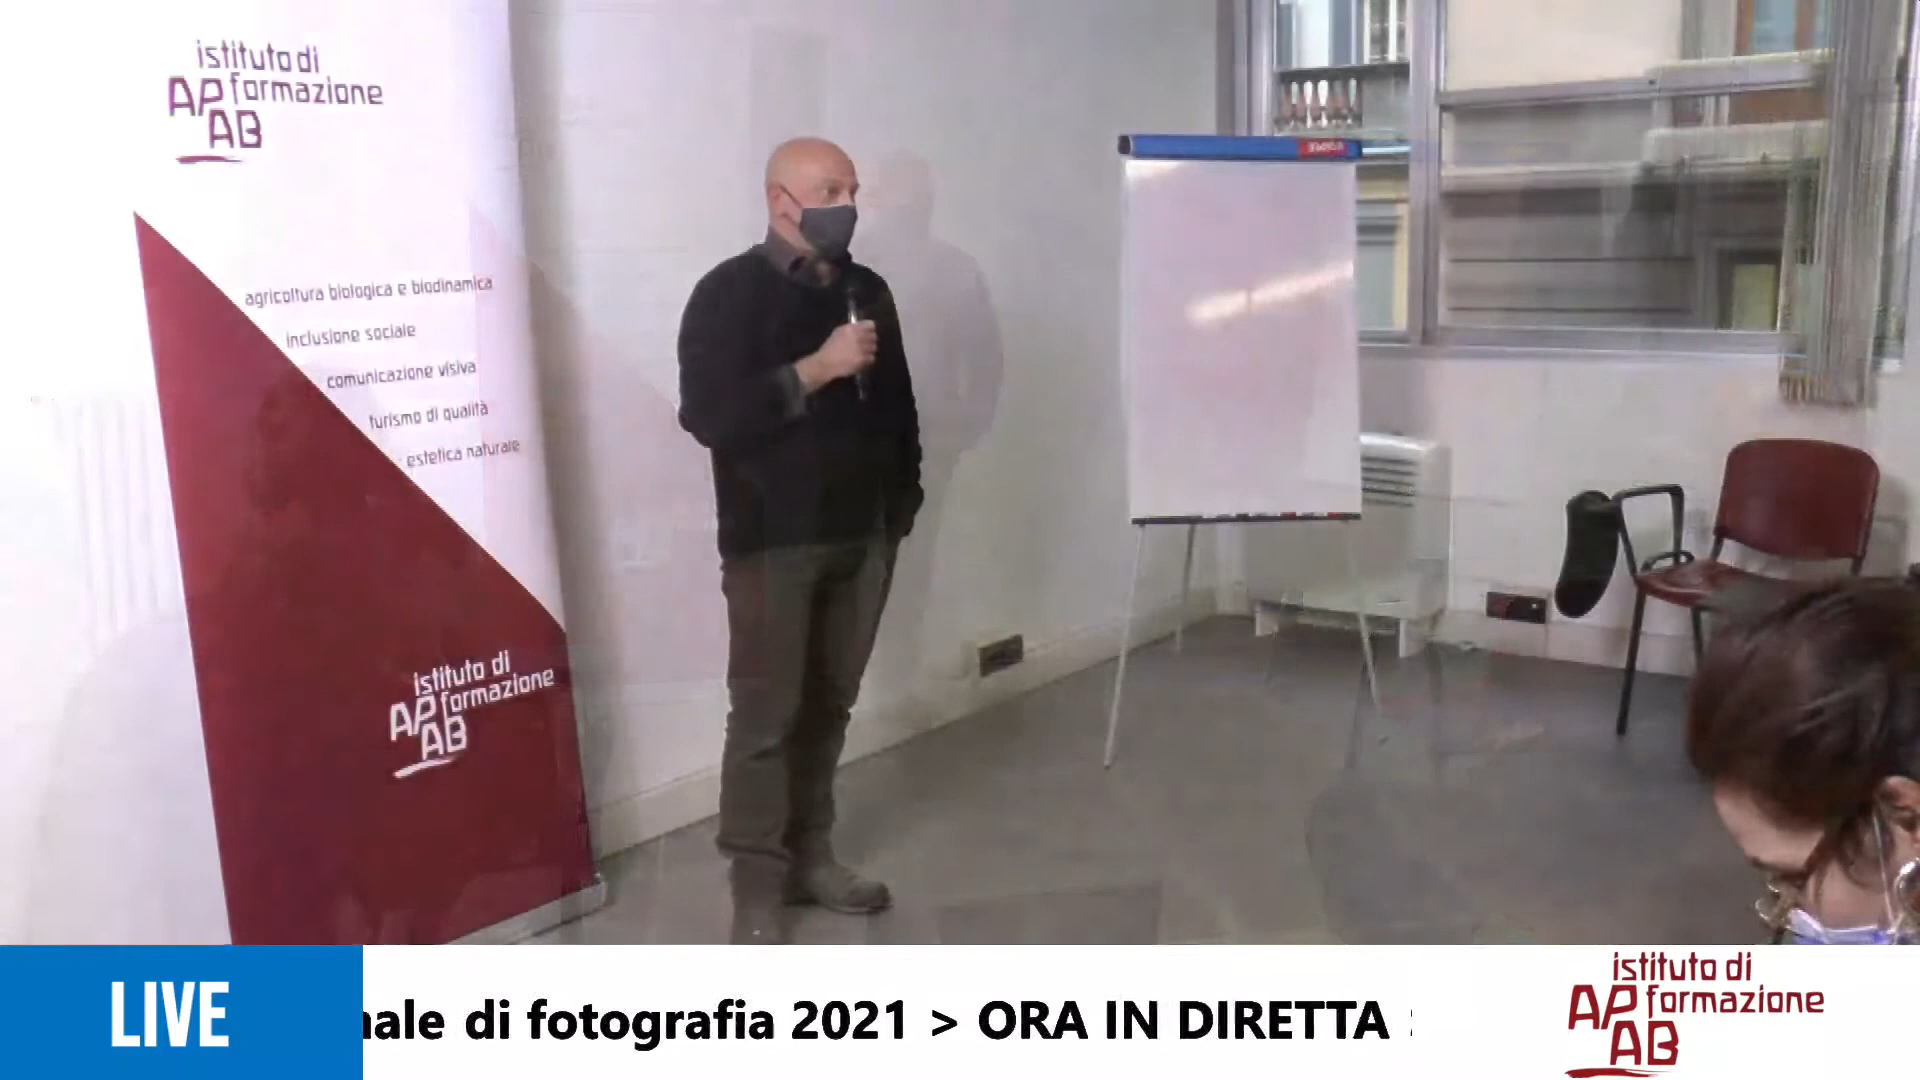 istituto di
formazione
AP
AB
agricoltura biologica e biodinamica
inclusione sociale
comunicazione visiva
turismo di qualità
estetica naturale
istituto di
formazione
AP
AB
LIVE
nale di fotografia 2021 > ORA IN DIRETTA
istituto di
formazione
AP
AB